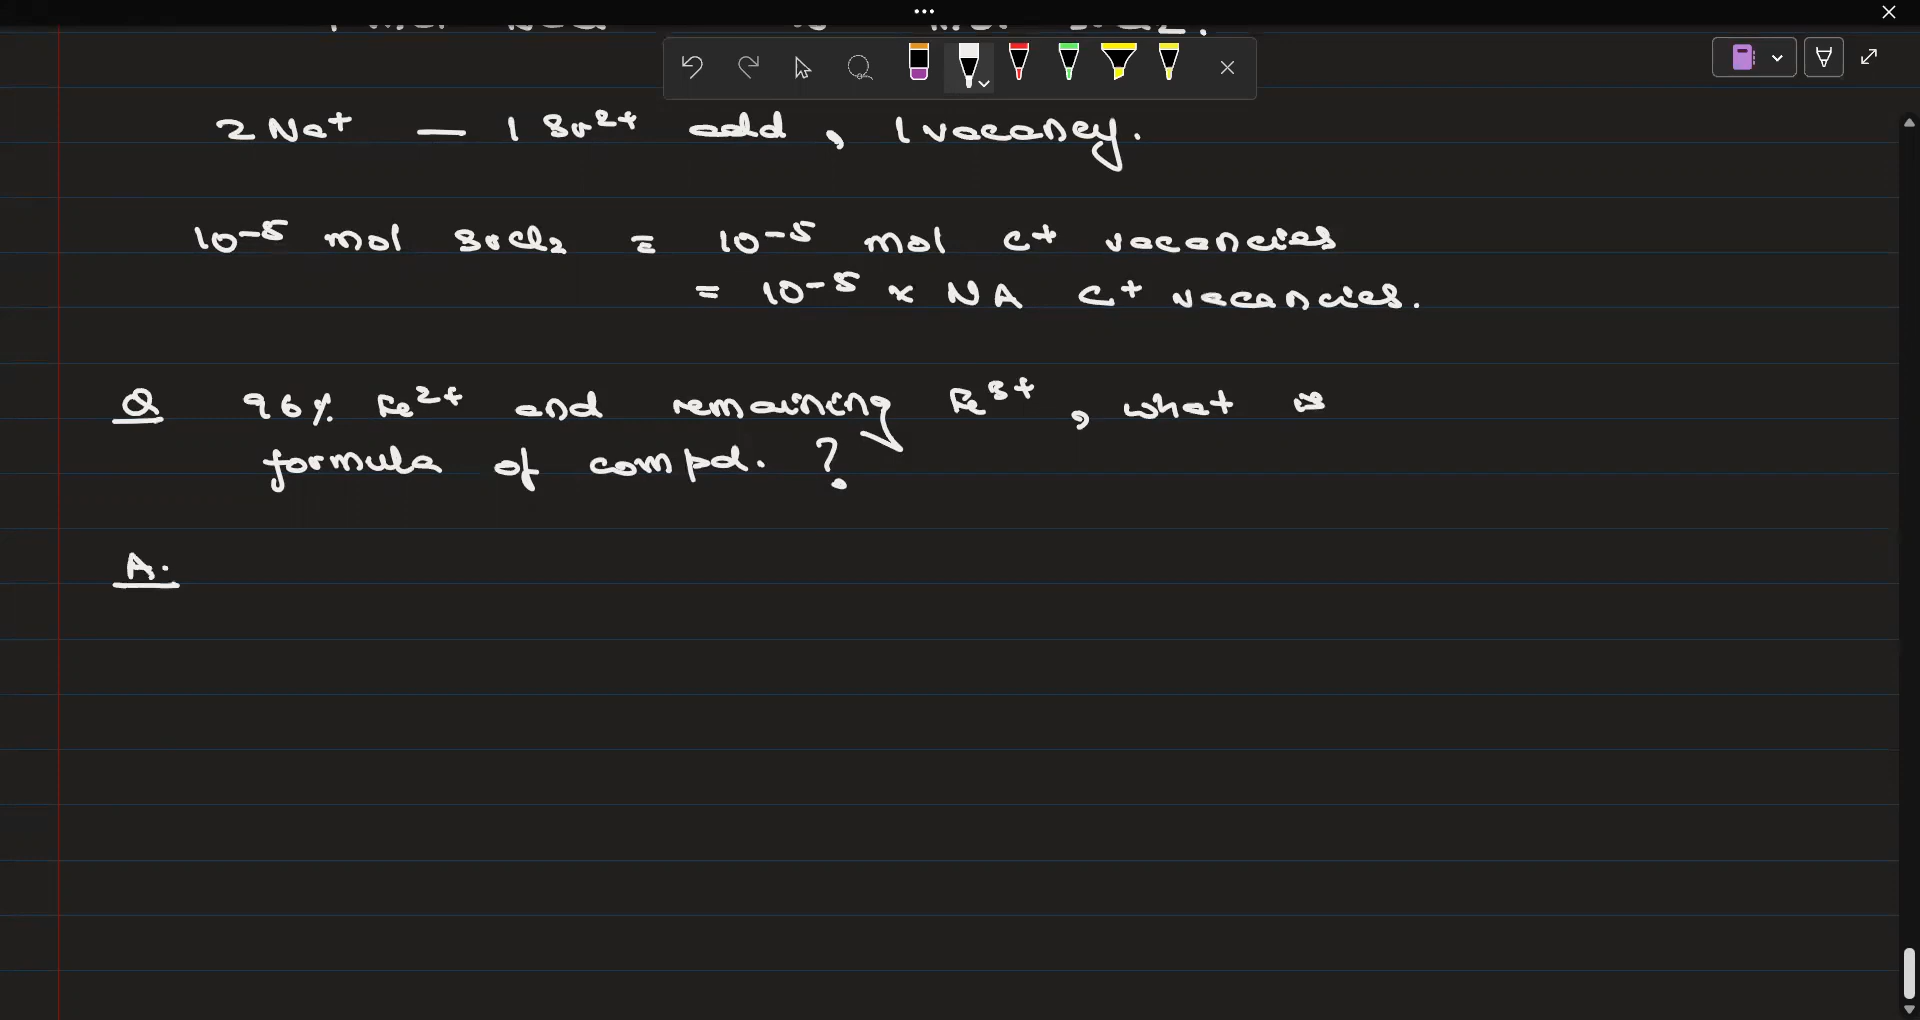 2 Na+ — 1 Sr2+ add, 1 vacancy.
10-5 mol SrCl2 = 10-5 mol C+ vacancies
= 10-5 x NA C+ vacancies.
Q 96% Fe2+ and remaining Fe3+, what is
formula of compd. ?
A.